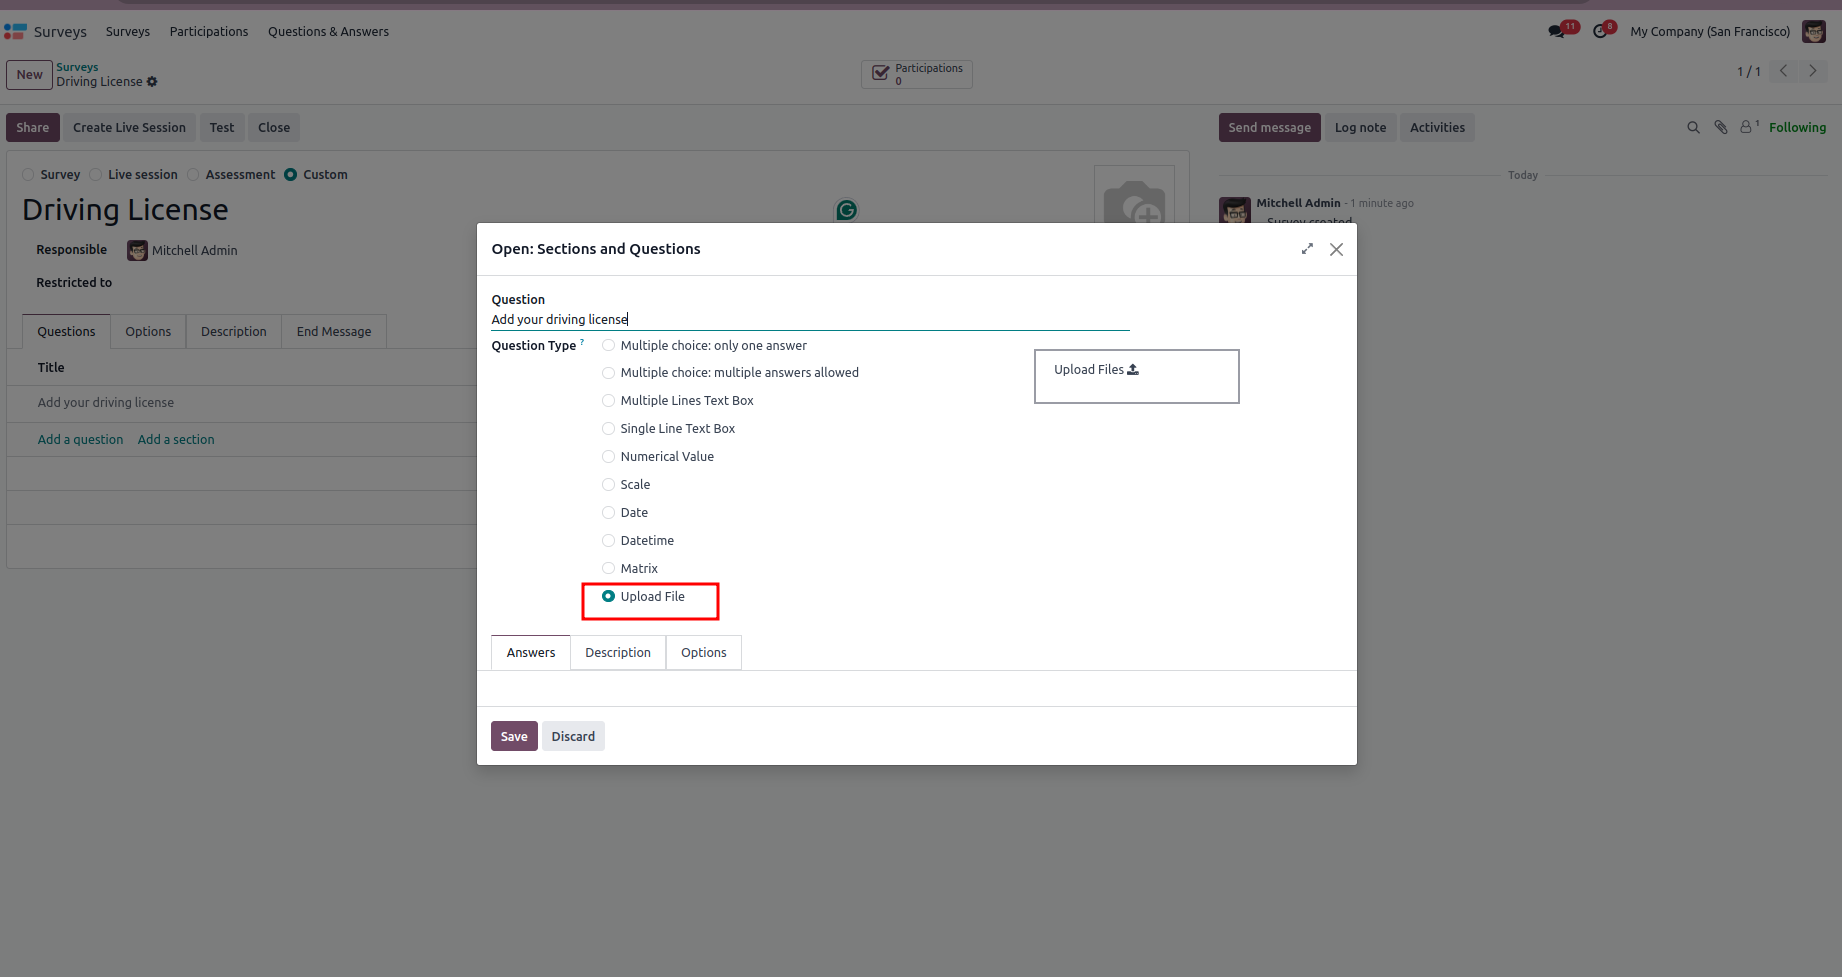 Surveys Surveys Participations Questions & Answers 11 8 My Company (San Francisco)
New Surveys Participations
Driving License 0 1 / 1
Share Create Live Session Test Close Send message Log note Activities 1 Following
Survey Live session Assessment Custom Today
Driving License
Mitchell Admin - 1 minute ago
Survey created
Responsible Mitchell Admin
Restricted to
Questions Options Description End Message
Title
Add your driving license
Add a question Add a section
Open: Sections and Questions
Question
Add your driving license
Question Type ? Multiple choice: only one answer
Multiple choice: multiple answers allowed
Multiple Lines Text Box
Single Line Text Box
Numerical Value
Scale
Date
Datetime
Matrix
Upload File
Upload Files
Answers Description Options
Save Discard